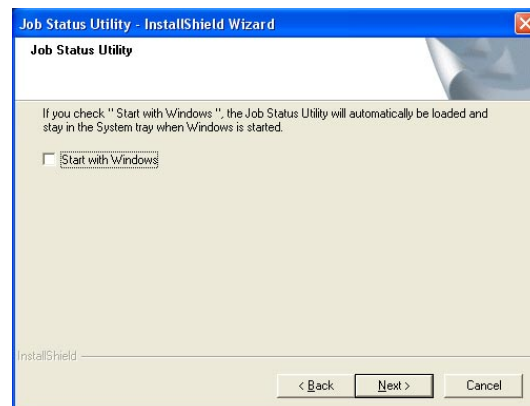 Job Status Utility - InstallShield Wizard
Job Status Utility
If you check " Start with Windows ", the Job Status Utility will automatically be loaded and
stay in the System tray when Windows is started.
Start with Windows
InstallShield
< Back Next > Cancel